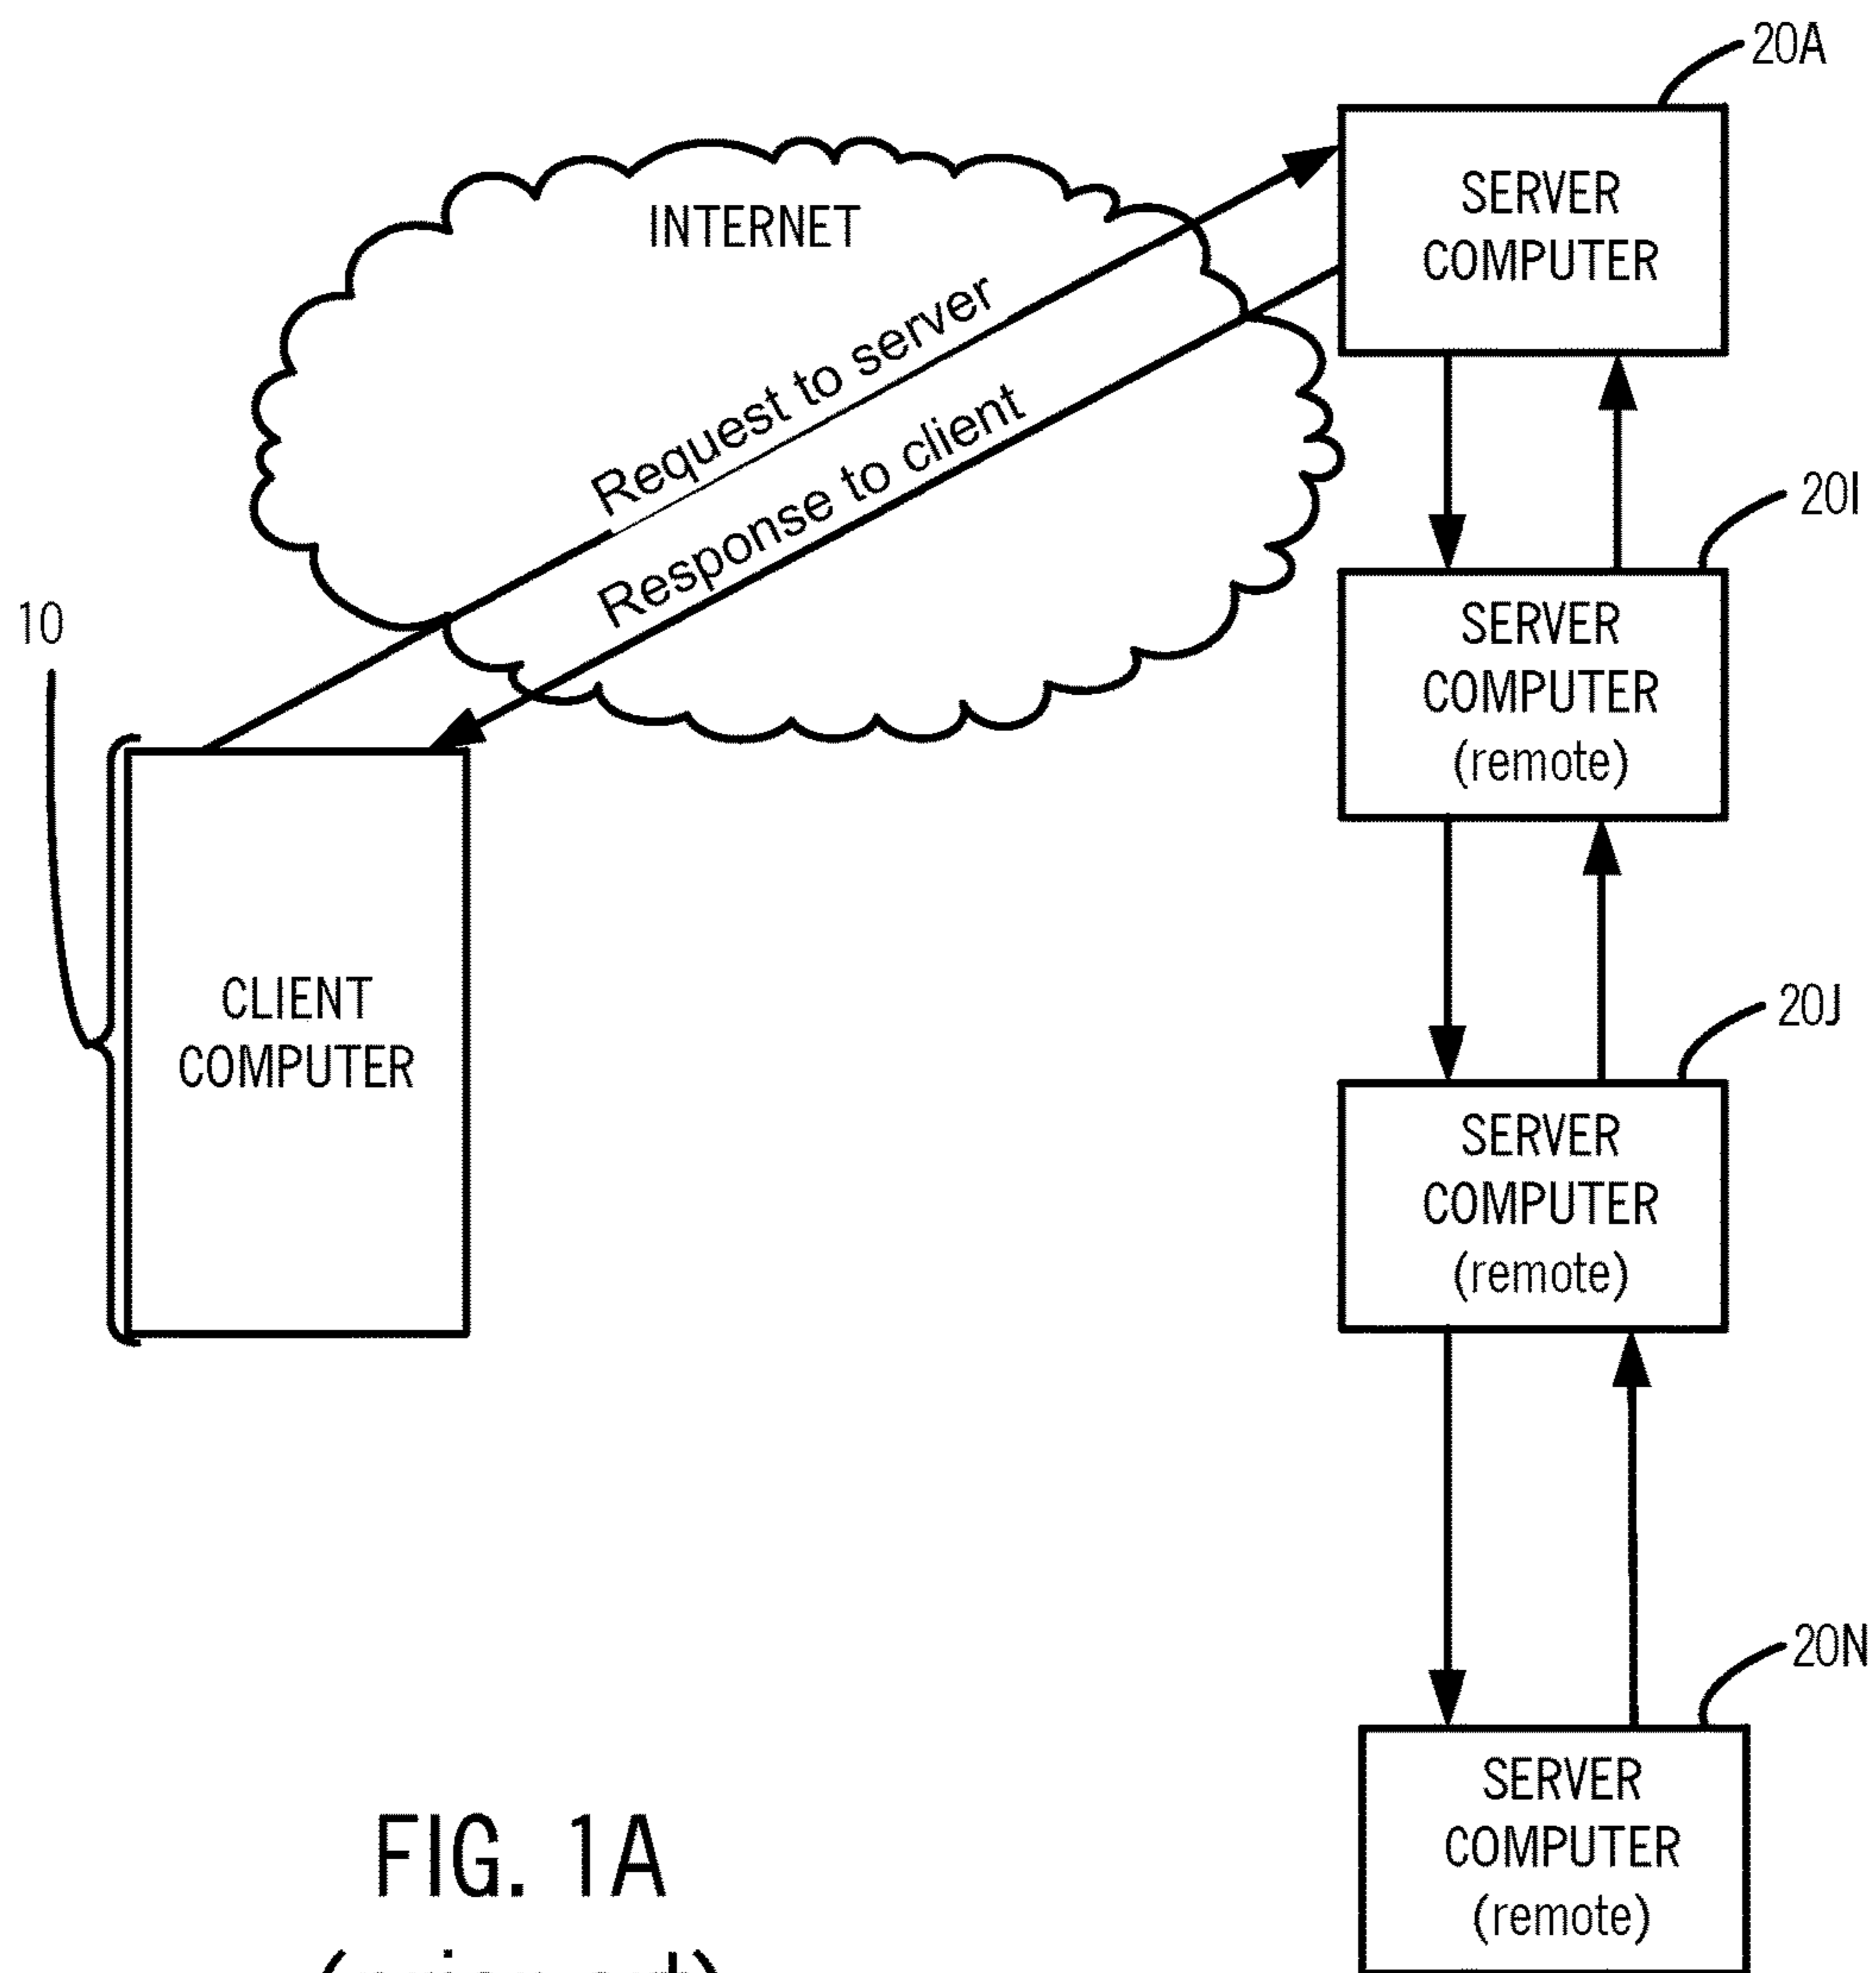 20A
SERVER
COMPUTER
INTERNET
Request to server
Response to client
20I
SERVER
COMPUTER
(remote)
10
CLIENT
COMPUTER
20J
SERVER
COMPUTER
(remote)
20N
SERVER
COMPUTER
(remote)
FIG. 1A